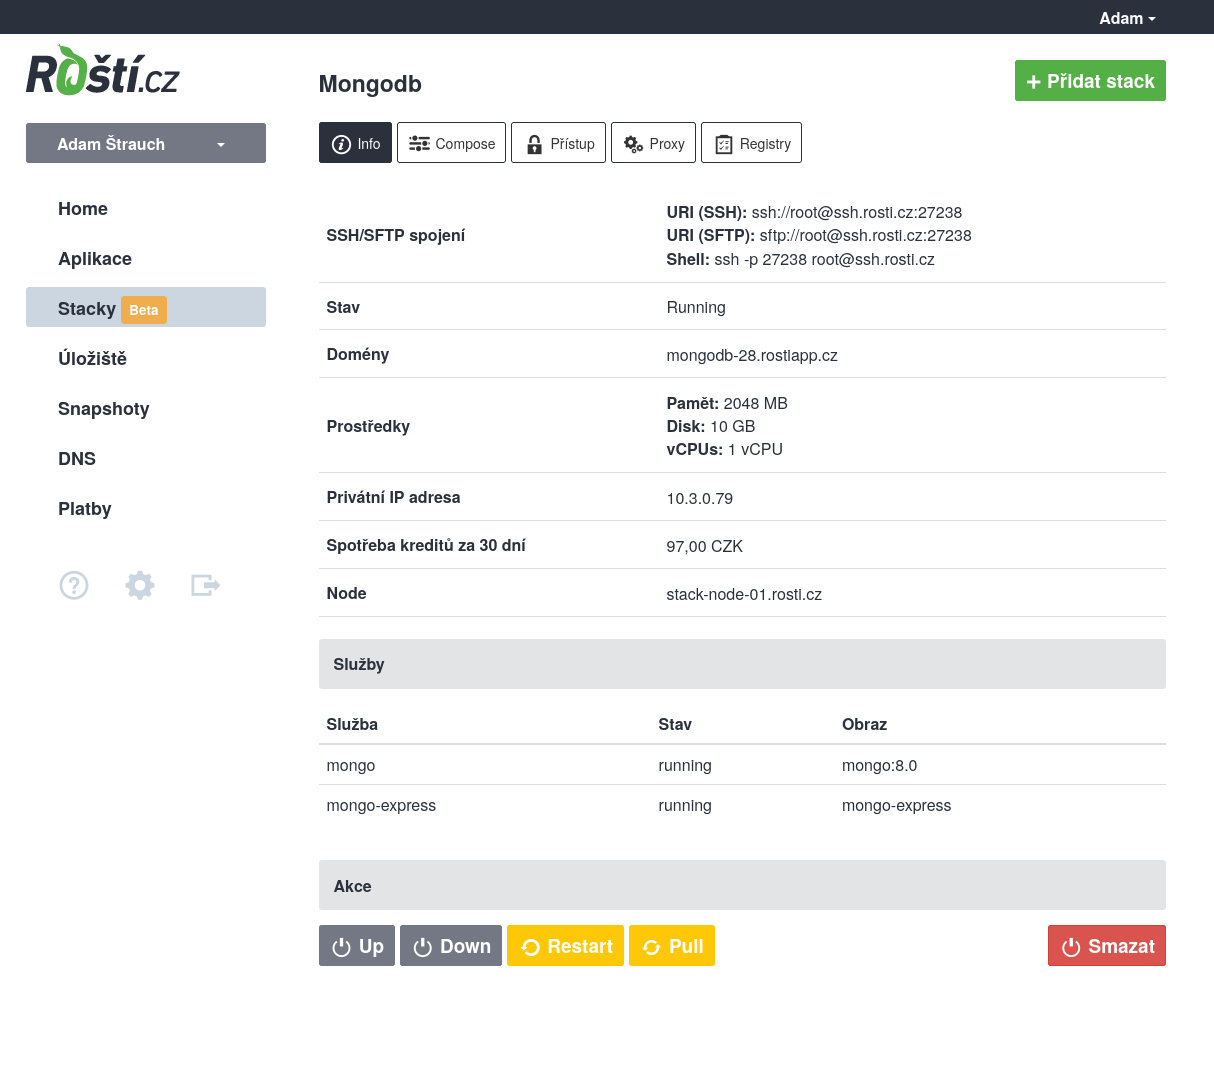 Adam
Roští.cz
Mongodb
+ Přidat stack
Adam Štrauch
Info
Compose
Přístup
Proxy
Registry
Home
Aplikace
Stacky Beta
Úložiště
Snapshoty
DNS
Platby
SSH/SFTP spojení
URI (SSH): ssh://root@ssh.rosti.cz:27238
URI (SFTP): sftp://root@ssh.rosti.cz:27238
Shell: ssh -p 27238 root@ssh.rosti.cz
Stav
Running
Domény
mongodb-28.rostiapp.cz
Prostředky
Pamět: 2048 MB
Disk: 10 GB
vCPUs: 1 vCPU
Privátní IP adresa
10.3.0.79
Spotřeba kreditů za 30 dní
97,00 CZK
Node
stack-node-01.rosti.cz
Služby
Služba Stav Obraz
mongo running mongo:8.0
mongo-express running mongo-express
Akce
Up
Down
Restart
Pull
Smazat